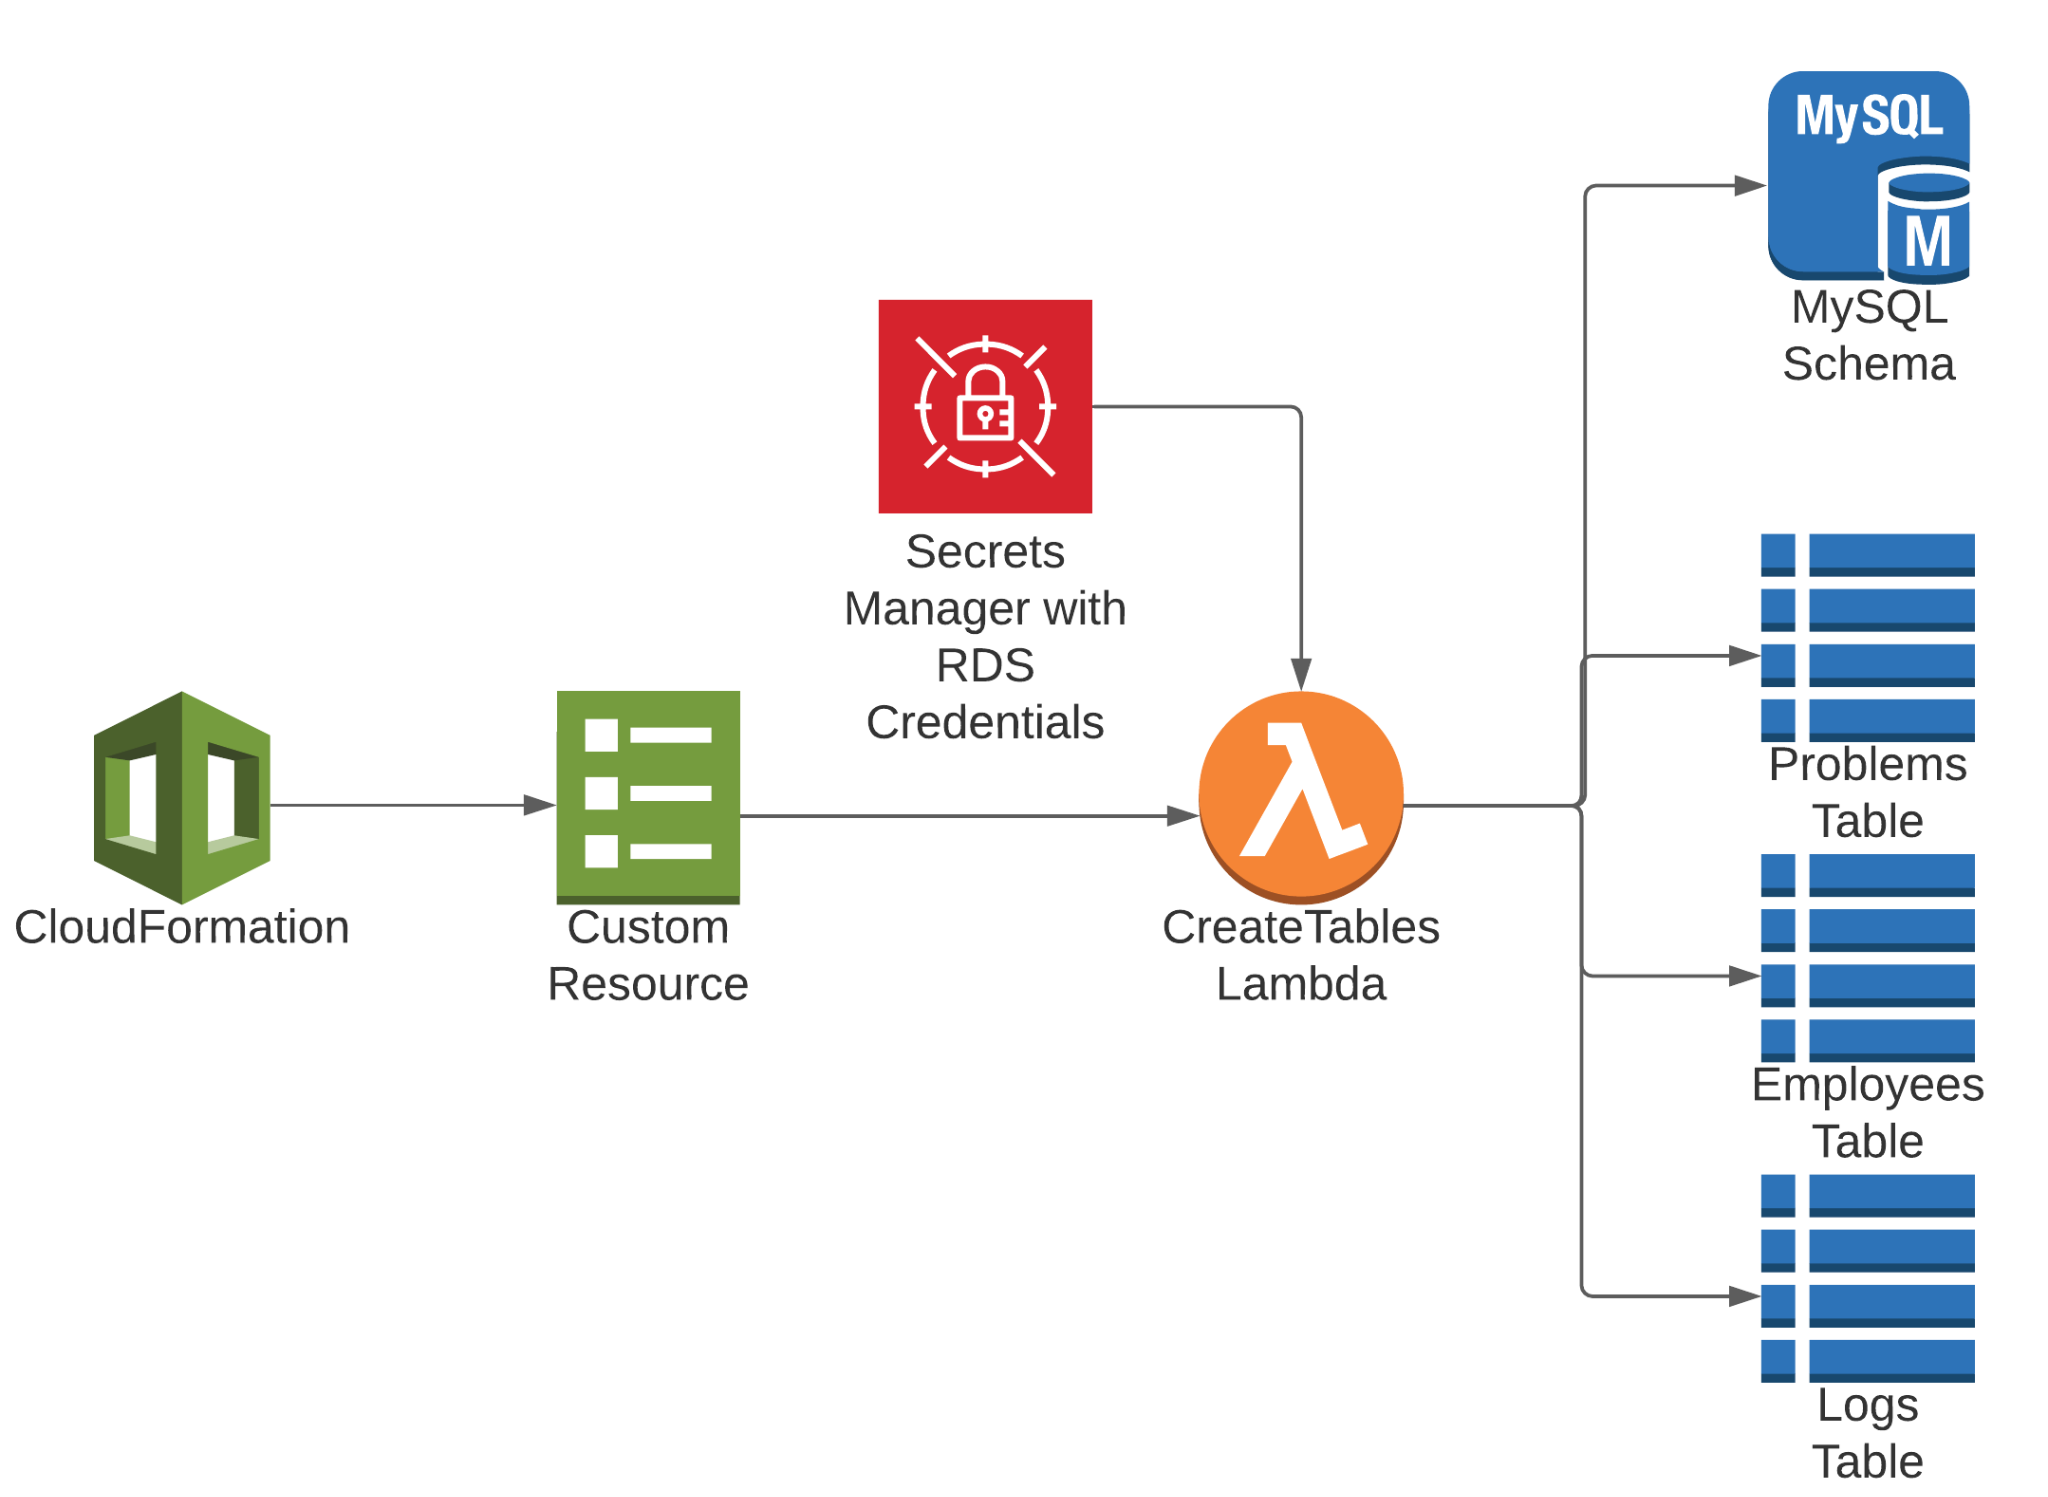 MySQL
M
MySQL
Schema
Secrets
Manager with
RDS
Credentials
CloudFormation
Custom
Resource
CreateTables
Lambda
Problems
Table
Employees
Table
Logs
Table